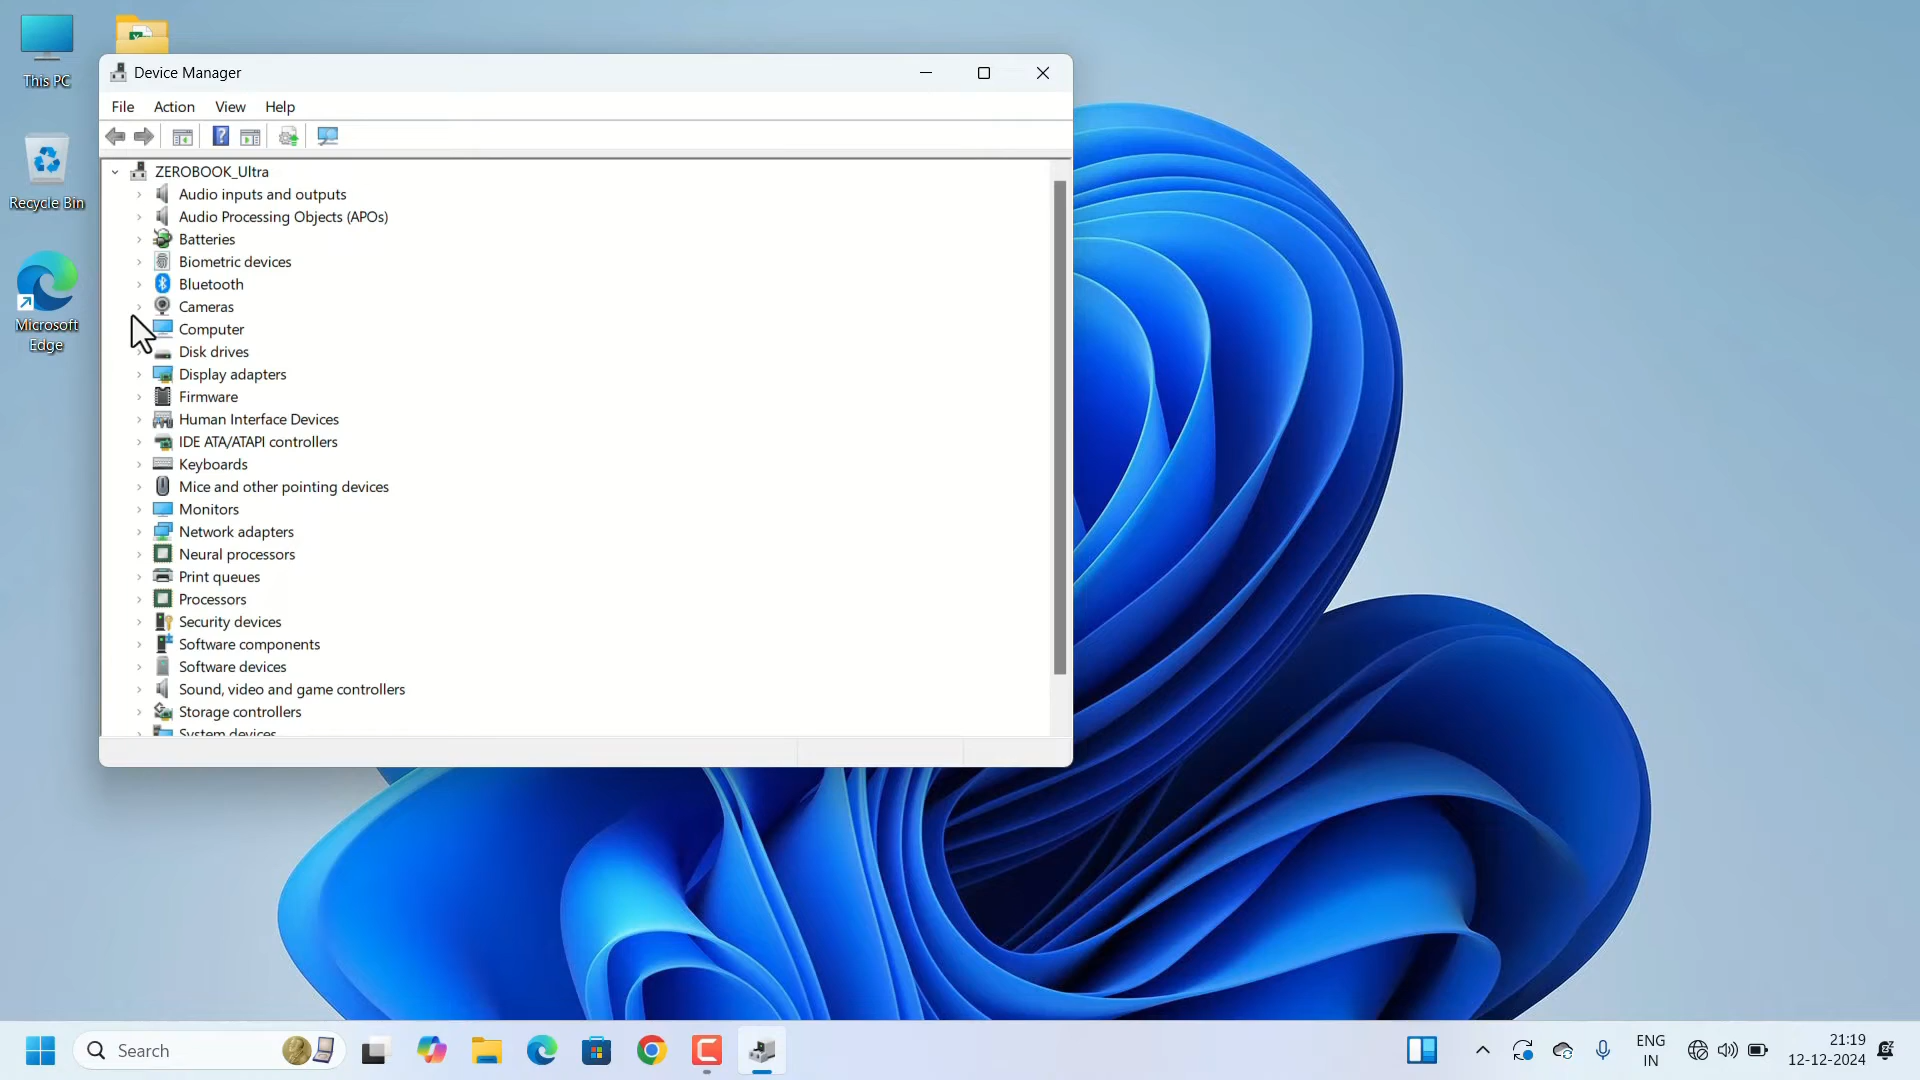 This PC
Recycle Bin
Microsoft
Edge
Device Manager
File Action View Help
ZEROBOOK_Ultra
Audio inputs and outputs
Audio Processing Objects (APOs)
Batteries
Biometric devices
Bluetooth
Cameras
Computer
Disk drives
Display adapters
Firmware
Human Interface Devices
IDE ATA/ATAPI controllers
Keyboards
Mice and other pointing devices
Monitors
Network adapters
Neural processors
Print queues
Processors
Security devices
Software components
Software devices
Sound, video and game controllers
Storage controllers
System devices
Search
ENG
IN
21:19
12-12-2024